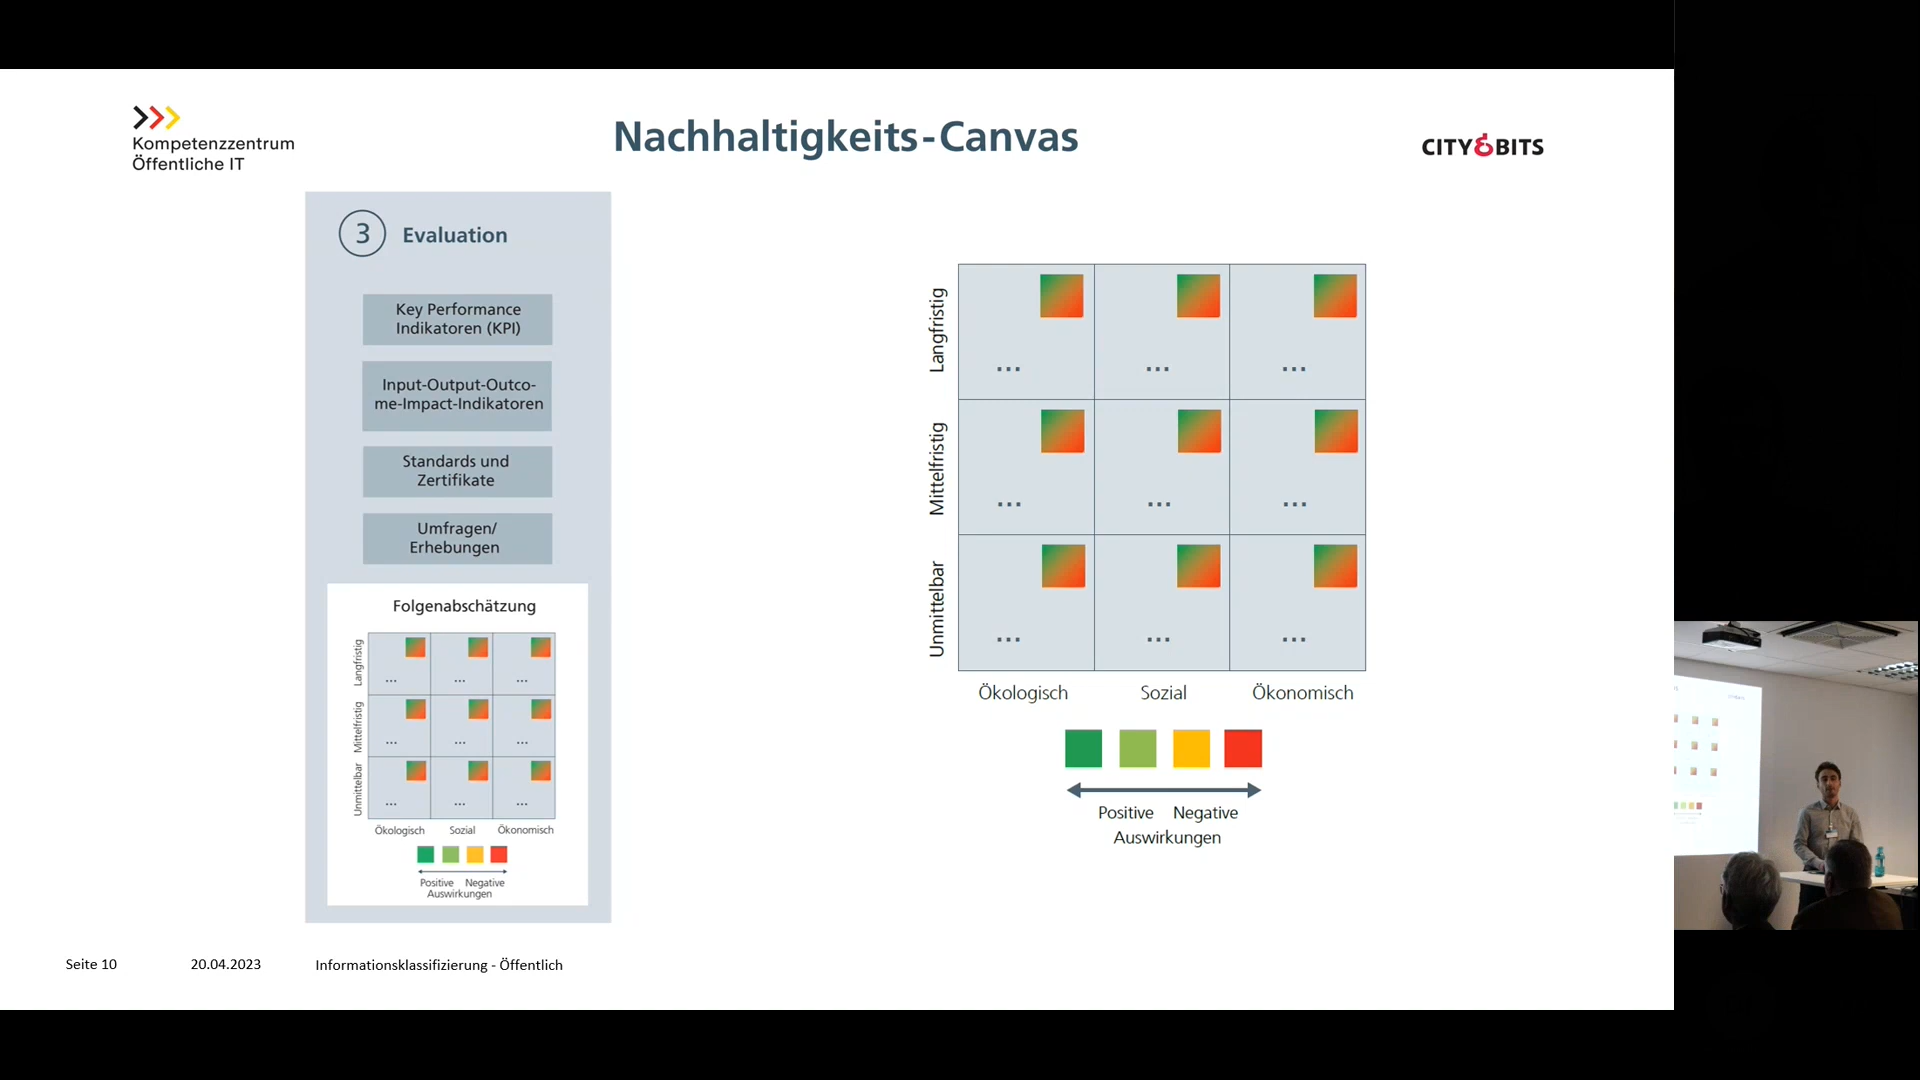 Kompetenzzentrum
Öffentliche IT
Nachhaltigkeits-Canvas
CITY&BITS
3 Evaluation
Key Performance
Indikatoren (KPI)
Input-Output-Outco-
me-Impact-Indikatoren
Standards und
Zertifikate
Umfragen/
Erhebungen
Folgenabschätzung
Langfristig
...
...
...
Mittelfristig
...
...
...
Unmittelbar
...
...
...
Ökologisch Sozial Ökonomisch
Positive Negative
Auswirkungen
Langfristig
...
...
...
Mittelfristig
...
...
...
Unmittelbar
...
...
...
Ökologisch Sozial Ökonomisch
Positive Negative
Auswirkungen
Seite 10 20.04.2023 Informationsklassifizierung - Öffentlich